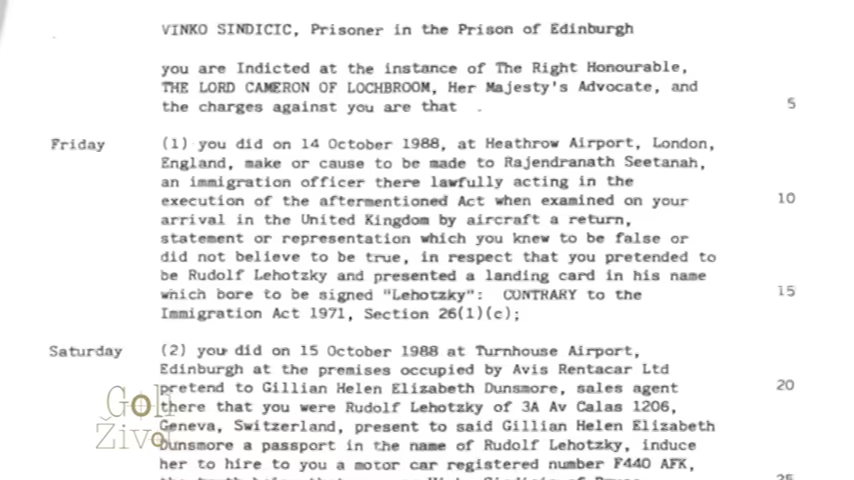 VINKO SINDICIC, Prisoner in the Prison of Edinburgh
you are Indicted at the instance of The Right Honourable,
THE LORD CAMERON OF LOCHBROOM, Her Majesty's Advocate, and
the charges against you are that 5
Friday (1) you did on 14 October 1988, at Heathrow Airport, London,
England, make or cause to be made to Rajendranath Seetanah,
an immigration officer there lawfully acting in the
execution of the aftermentioned Act when examined on your 10
arrival in the United Kingdom by aircraft a return,
statement or representation which you knew to be false or
did not believe to be true, in respect that you pretended to
be Rudolf Lehotzky and presented a landing card in his name
which bore to be signed "Lehotzky": CONTRARY to the 15
Immigration Act 1971, Section 26(1)(c);
Saturday (2) you did on 15 October 1988 at Turnhouse Airport,
Edinburgh at the premises occupied by Avis Rentacar Ltd
pretend to Gillian Helen Elizabeth Dunsmore, sales agent 20
there that you were Rudolf Lehotzky of 3A Av Calas 1206,
Geneva, Switzerland, present to said Gillian Helen Elizabeth
Dunsmore a passport in the name of Rudolf Lehotzky, induce
her to hire to you a motor car registered number F440 AFK,
Goli
Život